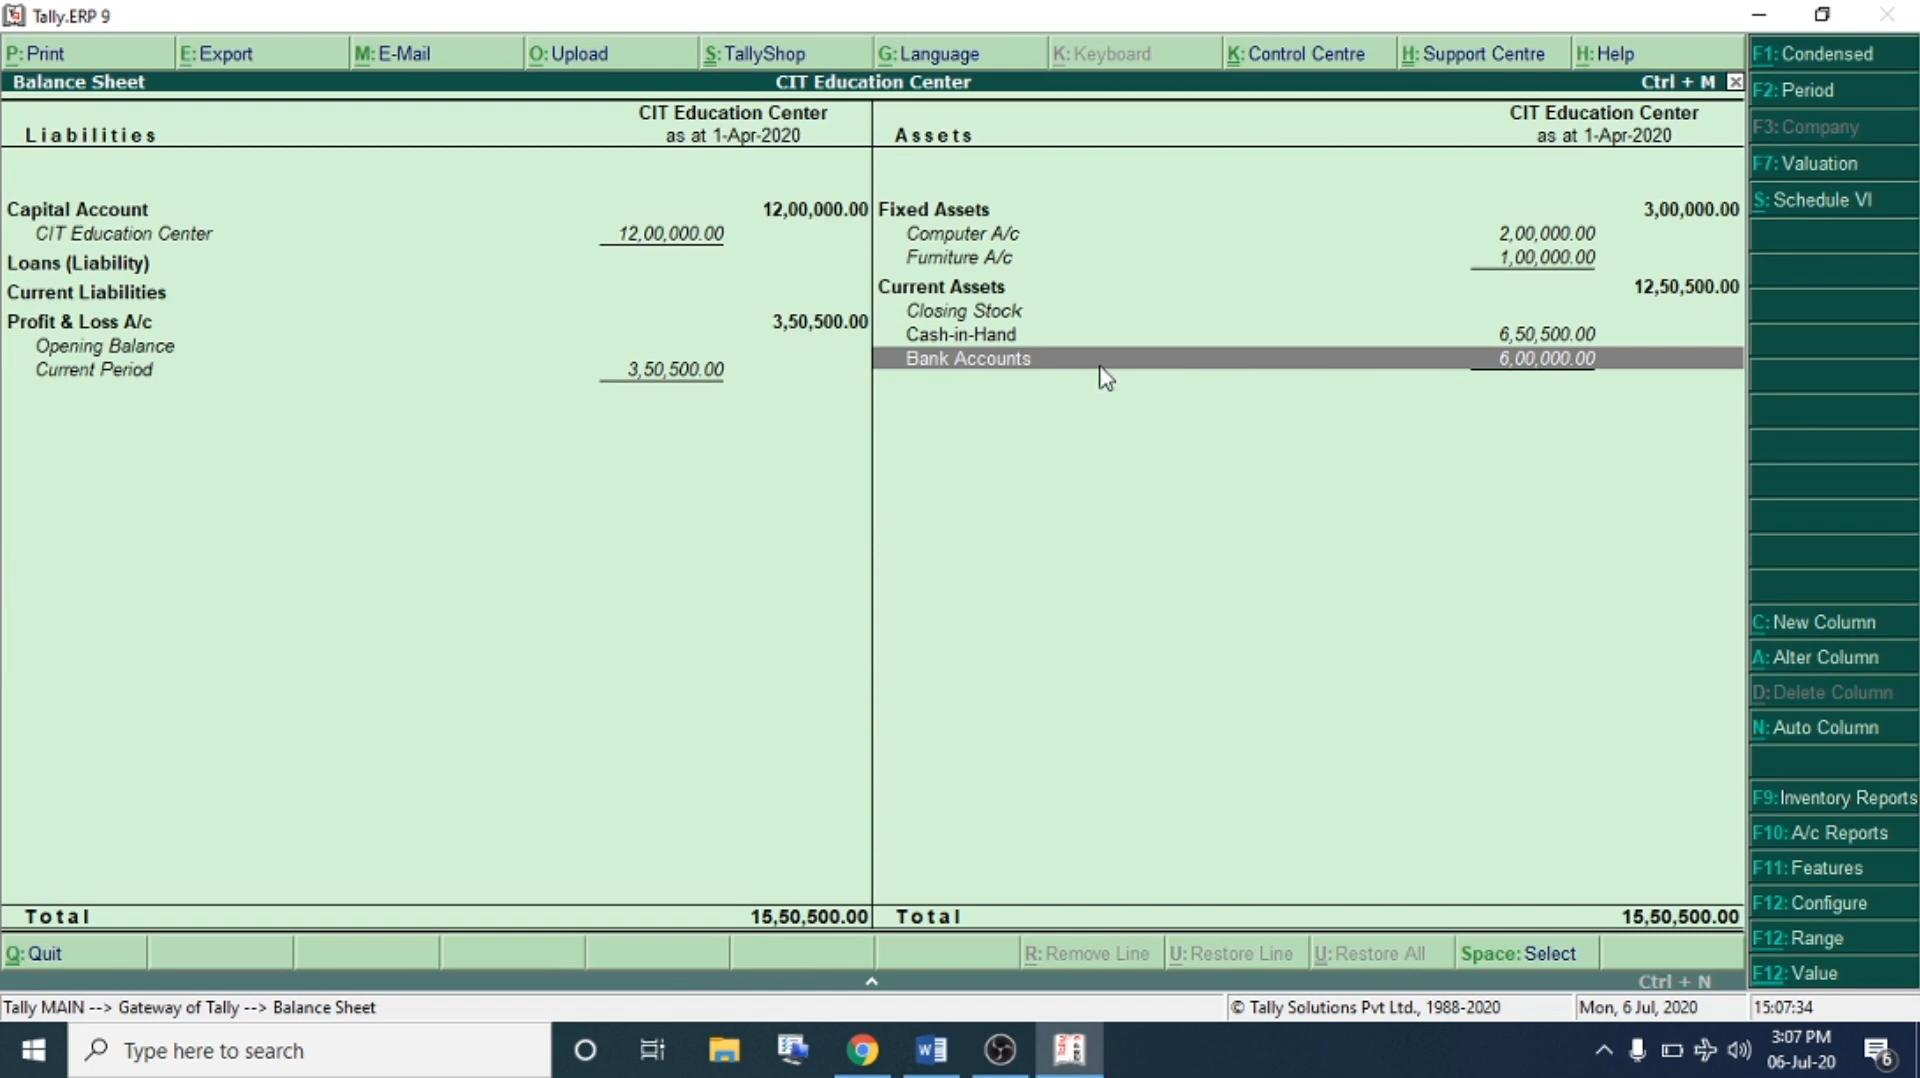 Tally.ERP 9
P: Print E: Export M: E-Mail O: Upload S: TallyShop G: Language K: Keyboard K: Control Centre H: Support Centre H: Help
Balance Sheet CIT Education Center Ctrl + M
Liabilities CIT Education Center as at 1-Apr-2020
Assets CIT Education Center as at 1-Apr-2020
Capital Account 12,00,000.00
CIT Education Center 12,00,000.00
Loans (Liability)
Current Liabilities
Profit & Loss A/c 3,50,500.00
Opening Balance
Current Period 3,50,500.00
Fixed Assets 3,00,000.00
Computer A/c 2,00,000.00
Furniture A/c 1,00,000.00
Current Assets 12,50,500.00
Closing Stock
Cash-in-Hand 6,50,500.00
Bank Accounts 6,00,000.00
Total 15,50,500.00
Total 15,50,500.00
F1: Condensed
F2: Period
F3: Company
F7: Valuation
S: Schedule VI
C: New Column
A: Alter Column
D: Delete Column
N: Auto Column
F9: Inventory Reports
F10: A/c Reports
F11: Features
F12: Configure
F12: Range
F12: Value
Q: Quit R: Remove Line U: Restore Line U: Restore All Space: Select
Ctrl + N
Tally MAIN --> Gateway of Tally --> Balance Sheet © Tally Solutions Pvt Ltd., 1988-2020 Mon, 6 Jul, 2020 15:07:34
Type here to search
3:07 PM
06-Jul-20
6